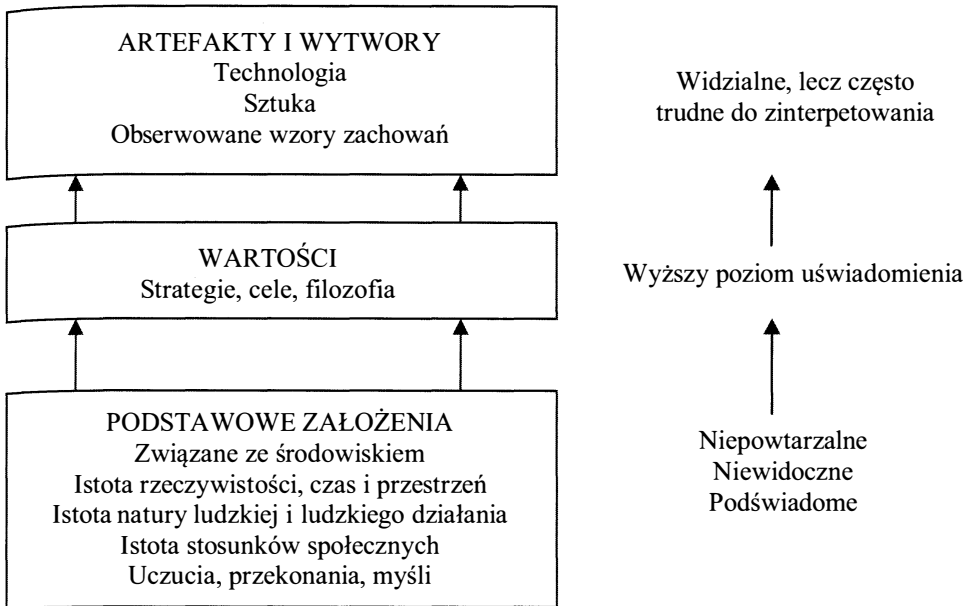 ARTEFAKTY I WYTWORY
Technologia
Sztuka
Obserwowane wzory zachowań
Widzialne, lecz często
trudne do zinterpetowania
WARTOŚCI
Strategie, cele, filozofia
Wyższy poziom uświadomienia
PODSTAWOWE ZAŁOŻENIA
Związane ze środowiskiem
Istota rzeczywistości, czas i przestrzeń
Istota natury ludzkiej i ludzkiego działania
Istota stosunków społecznych
Uczucia, przekonania, myśli
Niepowtarzalne
Niewidoczne
Podświadome